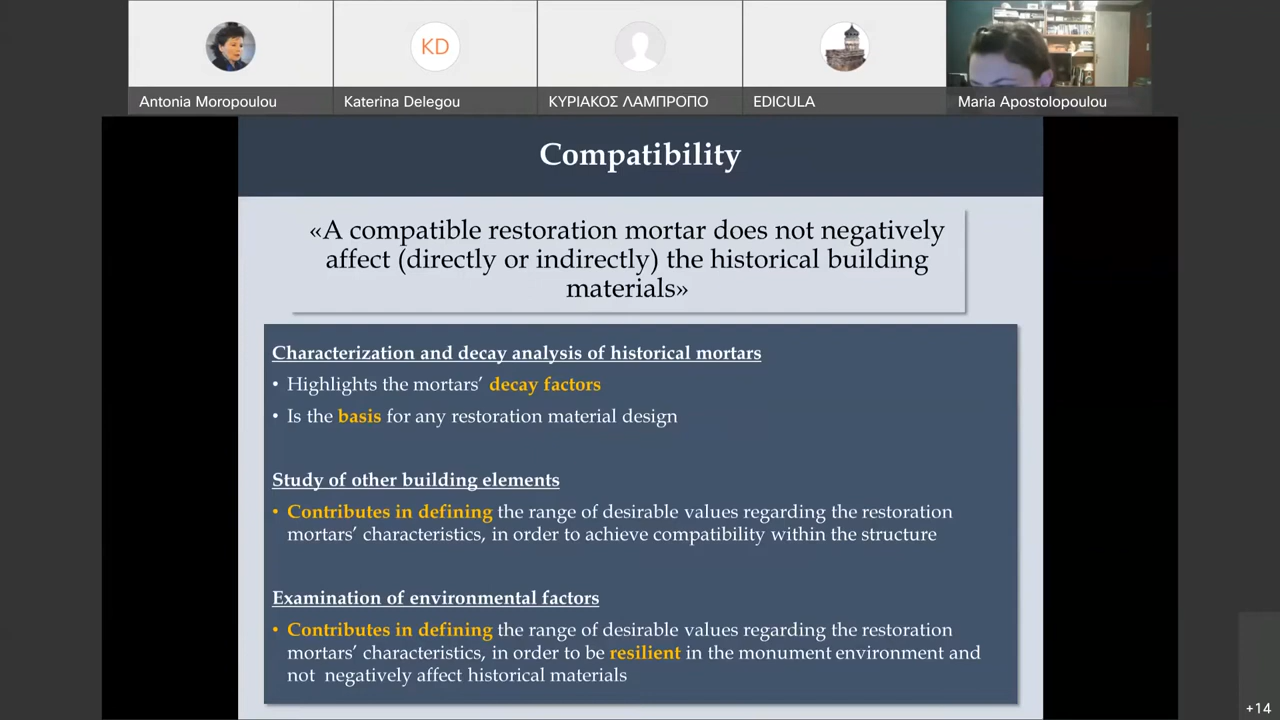 KD
Antonia Moropoulou
Katerina Delegou
ΚΥΡΙΑΚΟΣ ΛΑΜΠΡΟΠΟ
EDICULA
Maria Apostolopoulou
Compatibility
«A compatible restoration mortar does not negatively
affect (directly or indirectly) the historical building
materials»
Characterization and decay analysis of historical mortars
• Highlights the mortars’ decay factors
• Is the basis for any restoration material design
Study of other building elements
• Contributes in defining the range of desirable values regarding the restoration
mortars’ characteristics, in order to achieve compatibility within the structure
Examination of environmental factors
• Contributes in defining the range of desirable values regarding the restoration
mortars’ characteristics, in order to be resilient in the monument environment and
not negatively affect historical materials
+14